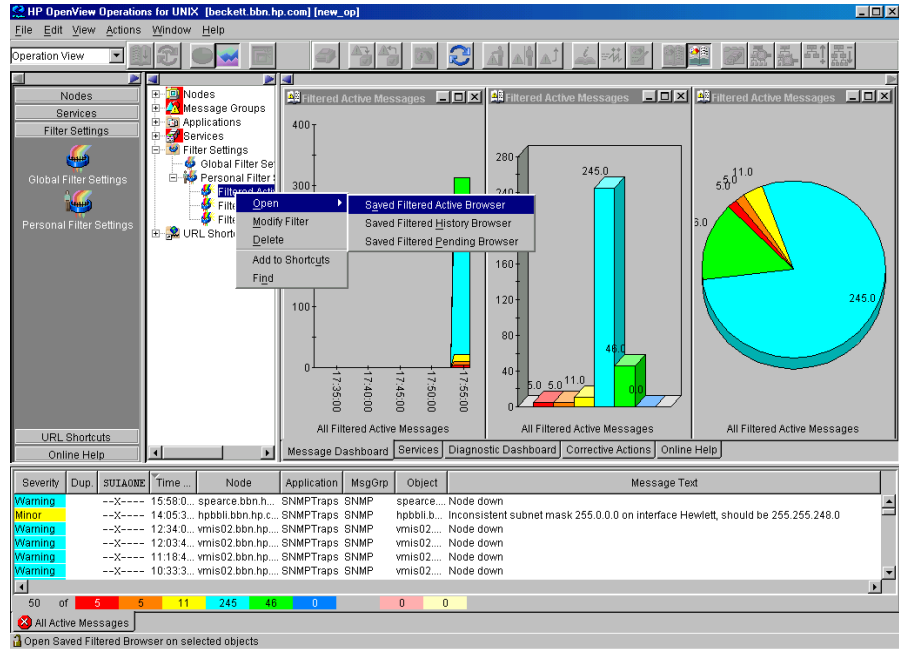 HP OpenView Operations for UNIX [beckett.bbn.hp.com] [new_op]
File Edit View Actions Window Help
Operation View
Nodes
Services
Filter Settings
Global Filter Settings
Personal Filter Settings
URL Shortcuts
Online Help
Nodes
Message Groups
Applications
Services
Filter Settings
Global Filter Se
Personal Filter
Filtered Acti
Filte
Filte
URL Short
Open
Modify Filter
Delete
Add to Shortcuts
Find
Saved Filtered Active Browser
Saved Filtered History Browser
Saved Filtered Pending Browser
Filtered Active Messages
400
300
100
0
17:35:00
17:40:00
17:45:00
17:50:00
17:55:00
All Filtered Active Messages
Filtered Active Messages
280
240
160
120
80
40
0
5.0 5.0 11.0 245.0 46.0 0.0
All Filtered Active Messages
Filtered Active Messages
5.0 11.0
245.0
All Filtered Active Messages
Message Dashboard Services Diagnostic Dashboard Corrective Actions Online Help
Severity Dup. SUIAONE Time ... Node Application MsgGrp Object Message Text
Warning --X---- 15:58:0... spearce.bbn.h... SNMPTraps SNMP spearce.... Node down
Minor --X---- 14:05:3... hpbbli.bbn.hp.c... SNMPTraps SNMP hpbbli.b... Inconsistent subnet mask 255.0.0.0 on interface Hewlett, should be 255.255.248.0
Warning --X---- 12:34:0... vmis02.bbn.hp.... SNMPTraps SNMP vmis02.... Node down
Warning --X---- 12:03:4... vmis02.bbn.hp.... SNMPTraps SNMP vmis02.... Node down
Warning --X---- 11:18:4... vmis02.bbn.hp.... SNMPTraps SNMP vmis02.... Node down
Warning --X---- 10:33:3... vmis02.bbn.hp.... SNMPTraps SNMP vmis02.... Node down
50 of 5 5 11 245 46 0 0 0
All Active Messages
Open Saved Filtered Browser on selected objects